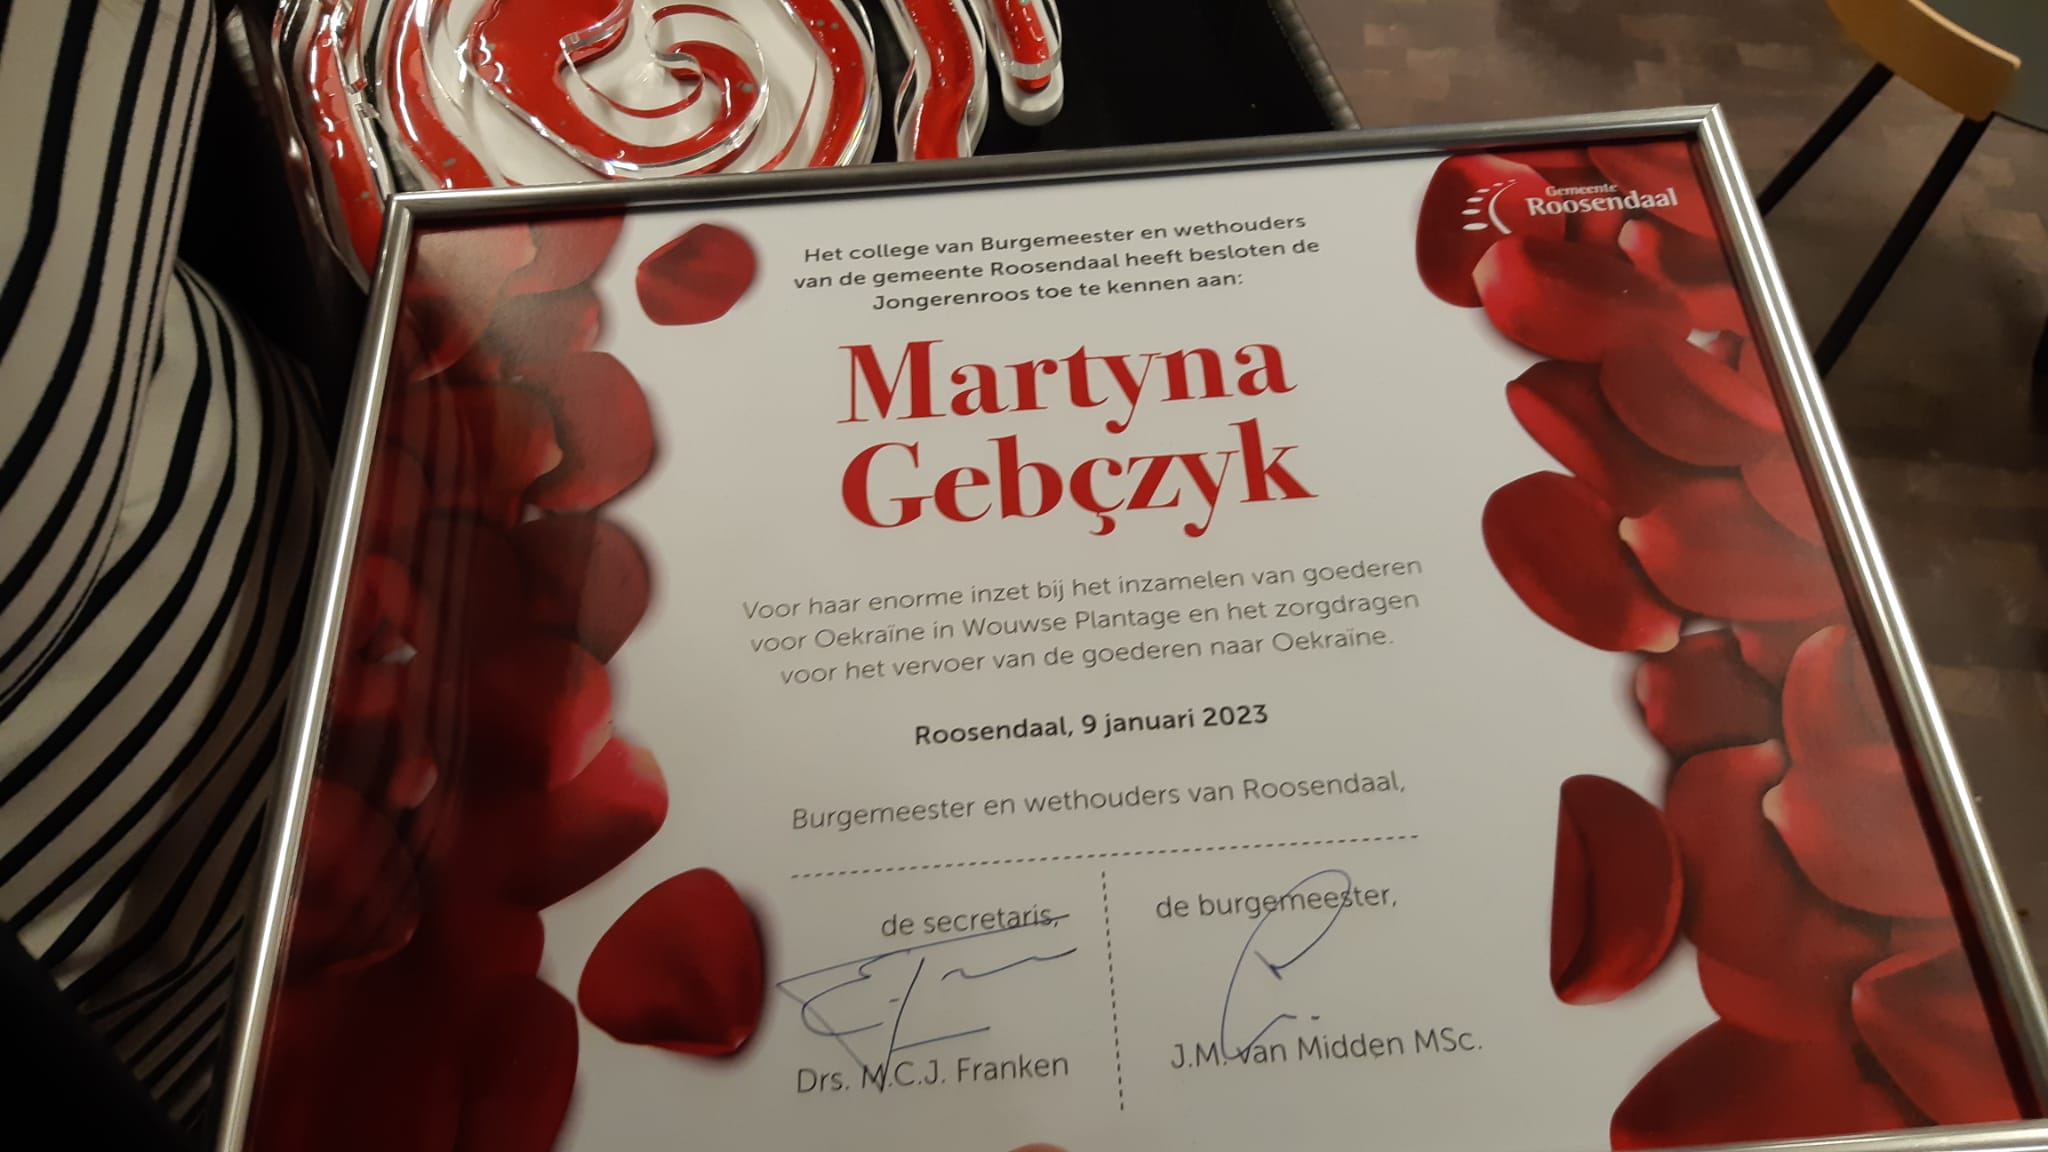 Gemeente
Roosendaal
Het college van Burgemeester en wethouders
van de gemeente Roosendaal heeft besloten de
Jongerenroos toe te kennen aan:
Martyna
Gebçzyk
Voor haar enorme inzet bij het inzamelen van goederen
voor Oekraïne in Wouwse Plantage en het zorgdragen
voor het vervoer van de goederen naar Oekraïne.
Roosendaal, 9 januari 2023
Burgemeester en wethouders van Roosendaal,
de secretaris,
de burgemeester,
Drs. M.C.J. Franken
J.M. van Midden MSc.